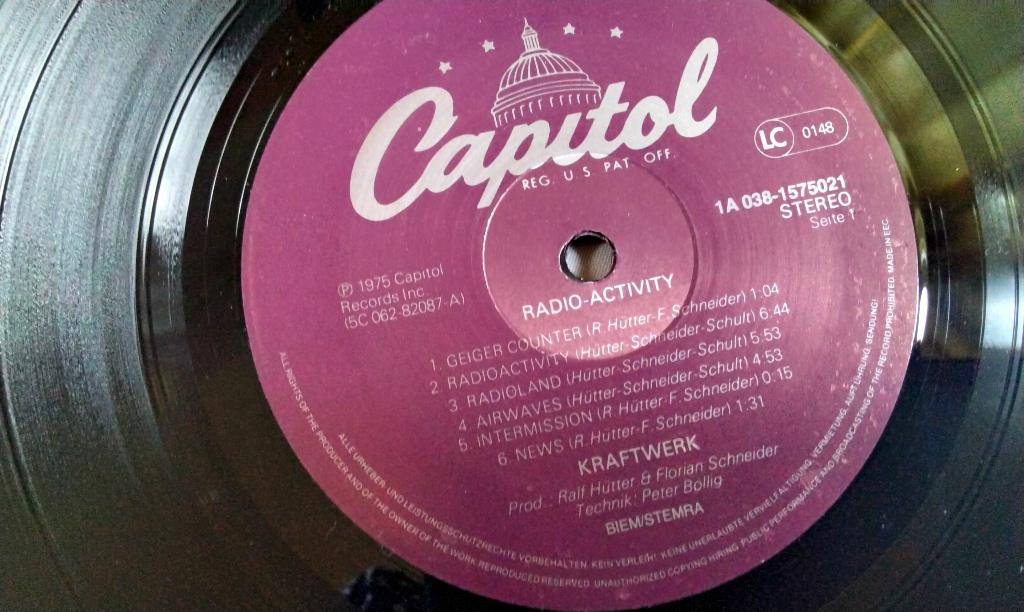 Capitol
REG. U.S. PAT. OFF.
LC 0148
1A 038-1575021
STEREO
Seite 1
℗ 1975 Capitol
Records Inc
(5C 062-82087-A)
RADIO-ACTIVITY
1. GEIGER COUNTER (R.Hütter-F.Schneider) 1:04
2. RADIOACTIVITY (Hütter-Schneider-Schult) 6:44
3. RADIOLAND (Hütter-Schneider-Schult) 5:53
4. AIRWAVES (Hütter-Schneider-Schult) 4:53
5. INTERMISSION (R.Hütter-F.Schneider) 0:15
6. NEWS (R.Hütter-F.Schneider) 1:31
KRAFTWERK
Prod.: Ralf Hütter & Florian Schneider
Technik: Peter Bollig
BIEM/STEMRA
ALLE URHEBER- UND LEISTUNGSSCHUTZRECHTE VORBEHALTEN. KEIN VERLEIH! KEINE UNERLAUBTE VERVIELFÄLTIGUNG, VERMIETUNG, AUFFÜHRUNG, SENDUNG!
ALL RIGHTS OF THE PRODUCER AND OF THE OWNER OF THE WORK REPRODUCED RESERVED. UNAUTHORIZED COPYING HIRING PUBLIC PERFORMANCE AND BROADCASTING OF THE RECORD PROHIBITED. MADE IN EEC.